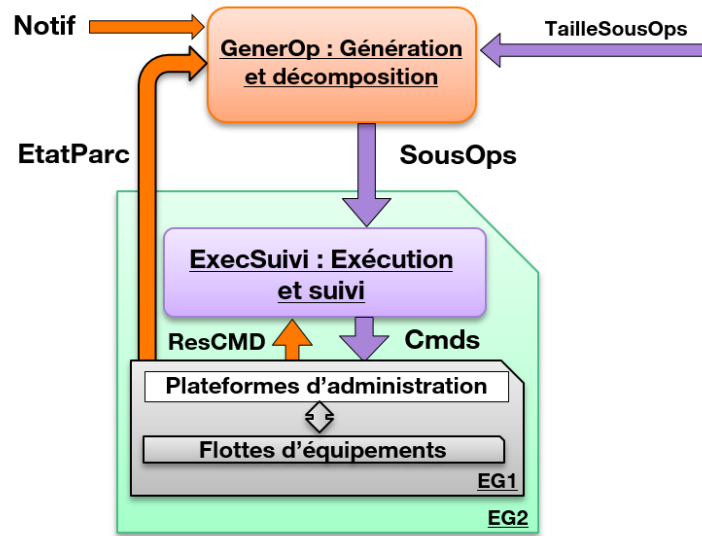 Notif
TailleSousOps
GenerOp : Génération
et décomposition
EtatParc
SousOps
ExecSuivi : Exécution
et suivi
ResCMD
Cmds
Plateformes d’administration
Flottes d’équipements
EG1
EG2